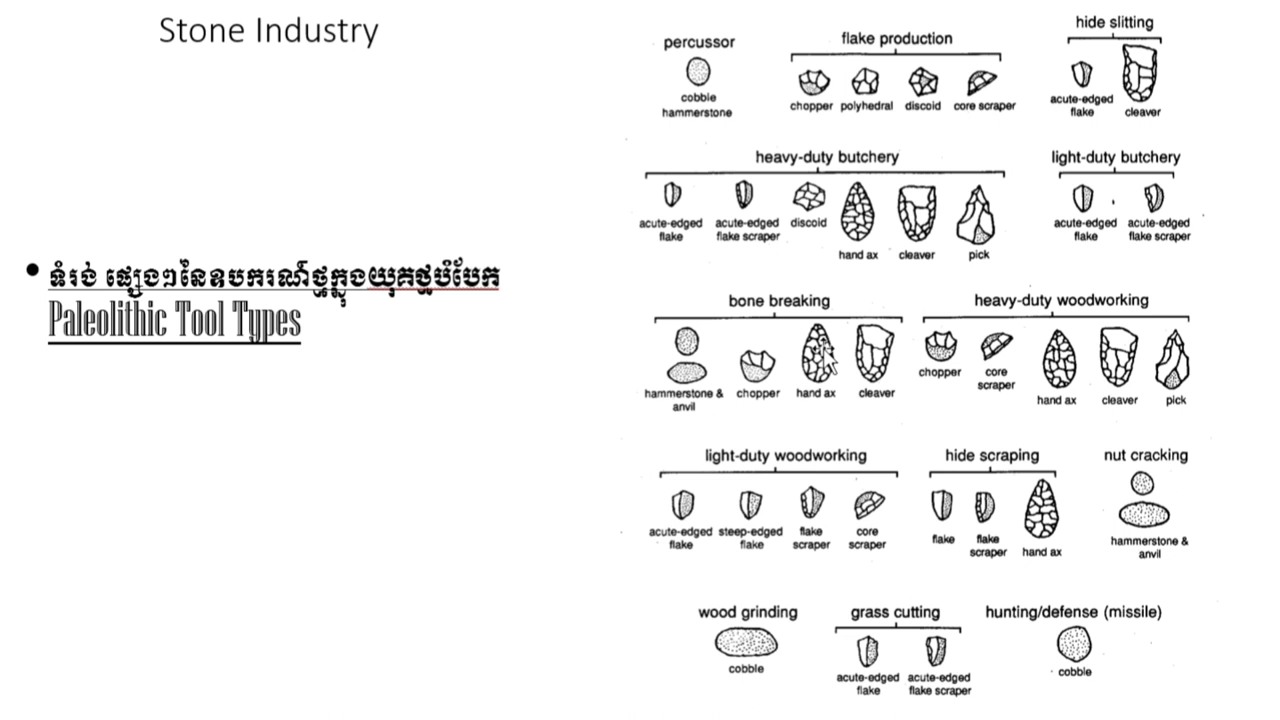 Stone Industry
ទំរង់ ផ្សេងៗនៃឧបករណ៍ថ្មក្នុងយុគថ្មបំបែក
Paleolithic Tool Types
percussor
cobble
hammerstone
flake production
chopper polyhedral discoid core scraper
hide slitting
acute-edged
flake
cleaver
heavy-duty butchery
acute-edged
flake
acute-edged
flake scraper
discoid
hand ax
cleaver
pick
light-duty butchery
acute-edged
flake
acute-edged
flake scraper
bone breaking
hammerstone &
anvil
chopper
hand ax
cleaver
heavy-duty woodworking
chopper
core
scraper
hand ax
cleaver
pick
light-duty woodworking
acute-edged
flake
steep-edged
flake
flake
scraper
core
scraper
hide scraping
flake
flake
scraper
hand ax
nut cracking
hammerstone &
anvil
wood grinding
cobble
grass cutting
acute-edged
flake
acute-edged
flake scraper
hunting/defense (missile)
cobble